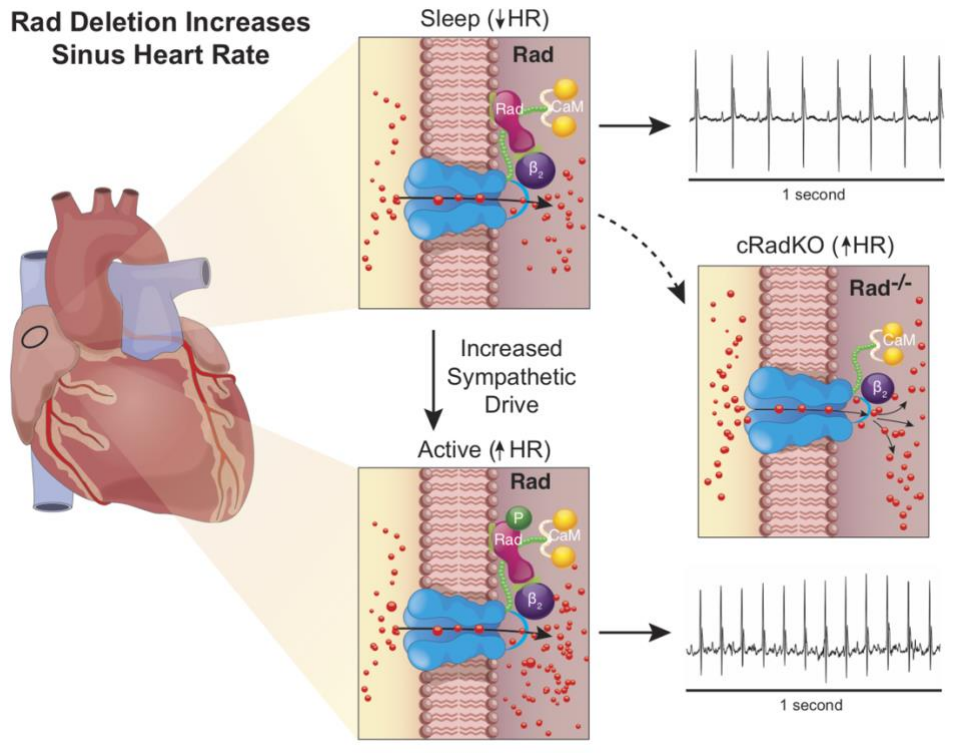 Rad Deletion Increases
Sinus Heart Rate
Sleep (↓HR)
Rad
Rad
CaM
β2
1 second
cRadKO (↑HR)
Rad-/-
CaM
β2
Increased
Sympathetic
Drive
Active (↑HR)
Rad
P
Rad
CaM
β2
1 second